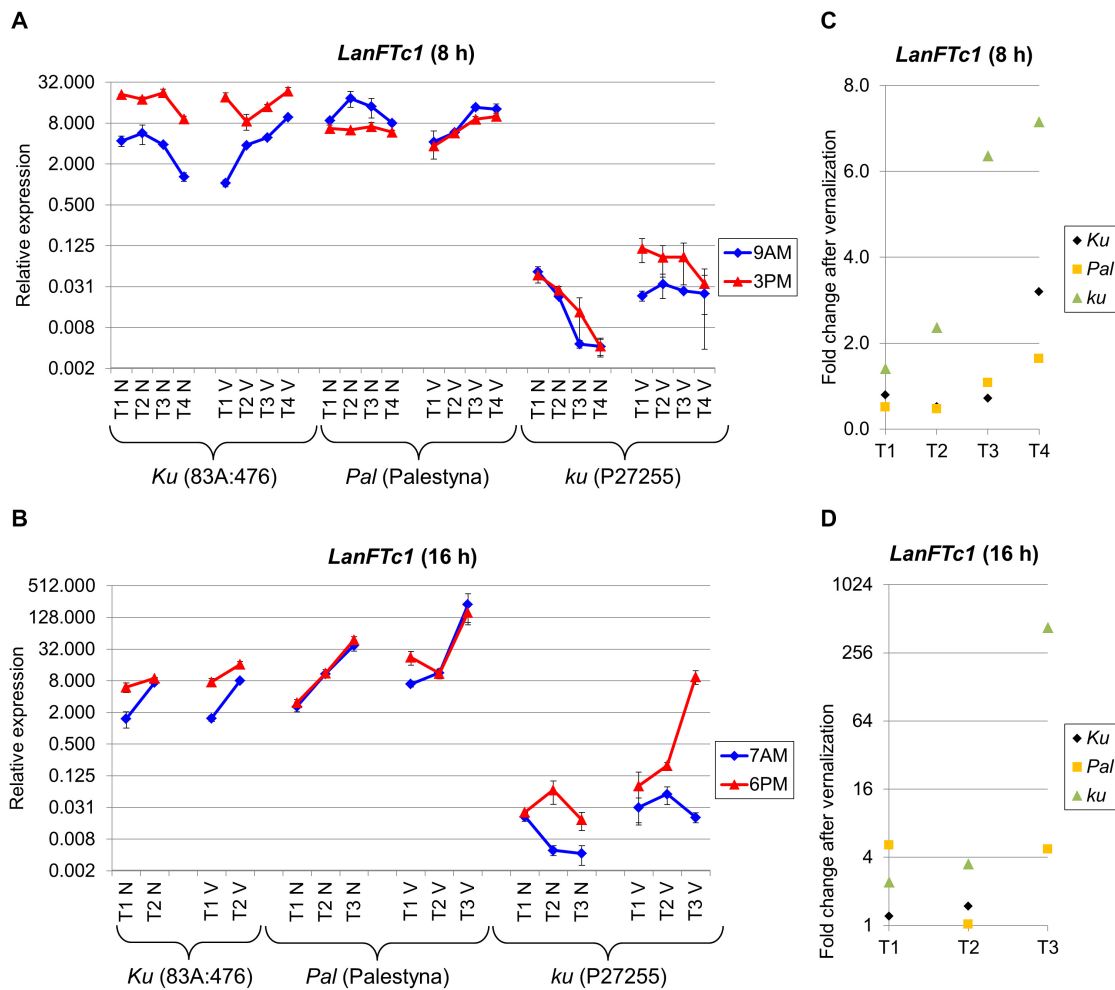 A
LanFTc1 (8 h)
Relative expression
32.000
8.000
2.000
0.500
0.125
0.031
0.008
0.002
T1 N
T2 N
T3 N
T4 N
T1 V
T2 V
T3 V
T4 V
T1 N
T2 N
T3 N
T4 N
T1 V
T2 V
T3 V
T4 V
T1 N
T2 N
T3 N
T4 N
T1 V
T2 V
T3 V
T4 V
Ku (83A:476)
Pal (Palestyna)
ku (P27255)
9AM
3PM
C
LanFTc1 (8 h)
Fold change after vernalization
8.0
6.0
4.0
2.0
0.0
T1
T2
T3
T4
Ku
Pal
ku
B
LanFTc1 (16 h)
Relative expression
512.000
128.000
32.000
8.000
2.000
0.500
0.125
0.031
0.008
0.002
T1 N
T2 N
T1 V
T2 V
T1 N
T2 N
T3 N
T1 V
T2 V
T3 V
T1 N
T2 N
T3 N
T1 V
T2 V
T3 V
Ku (83A:476)
Pal (Palestyna)
ku (P27255)
7AM
6PM
D
LanFTc1 (16 h)
Fold change after vernalization
1024
256
64
16
4
1
T1
T2
T3
Ku
Pal
ku